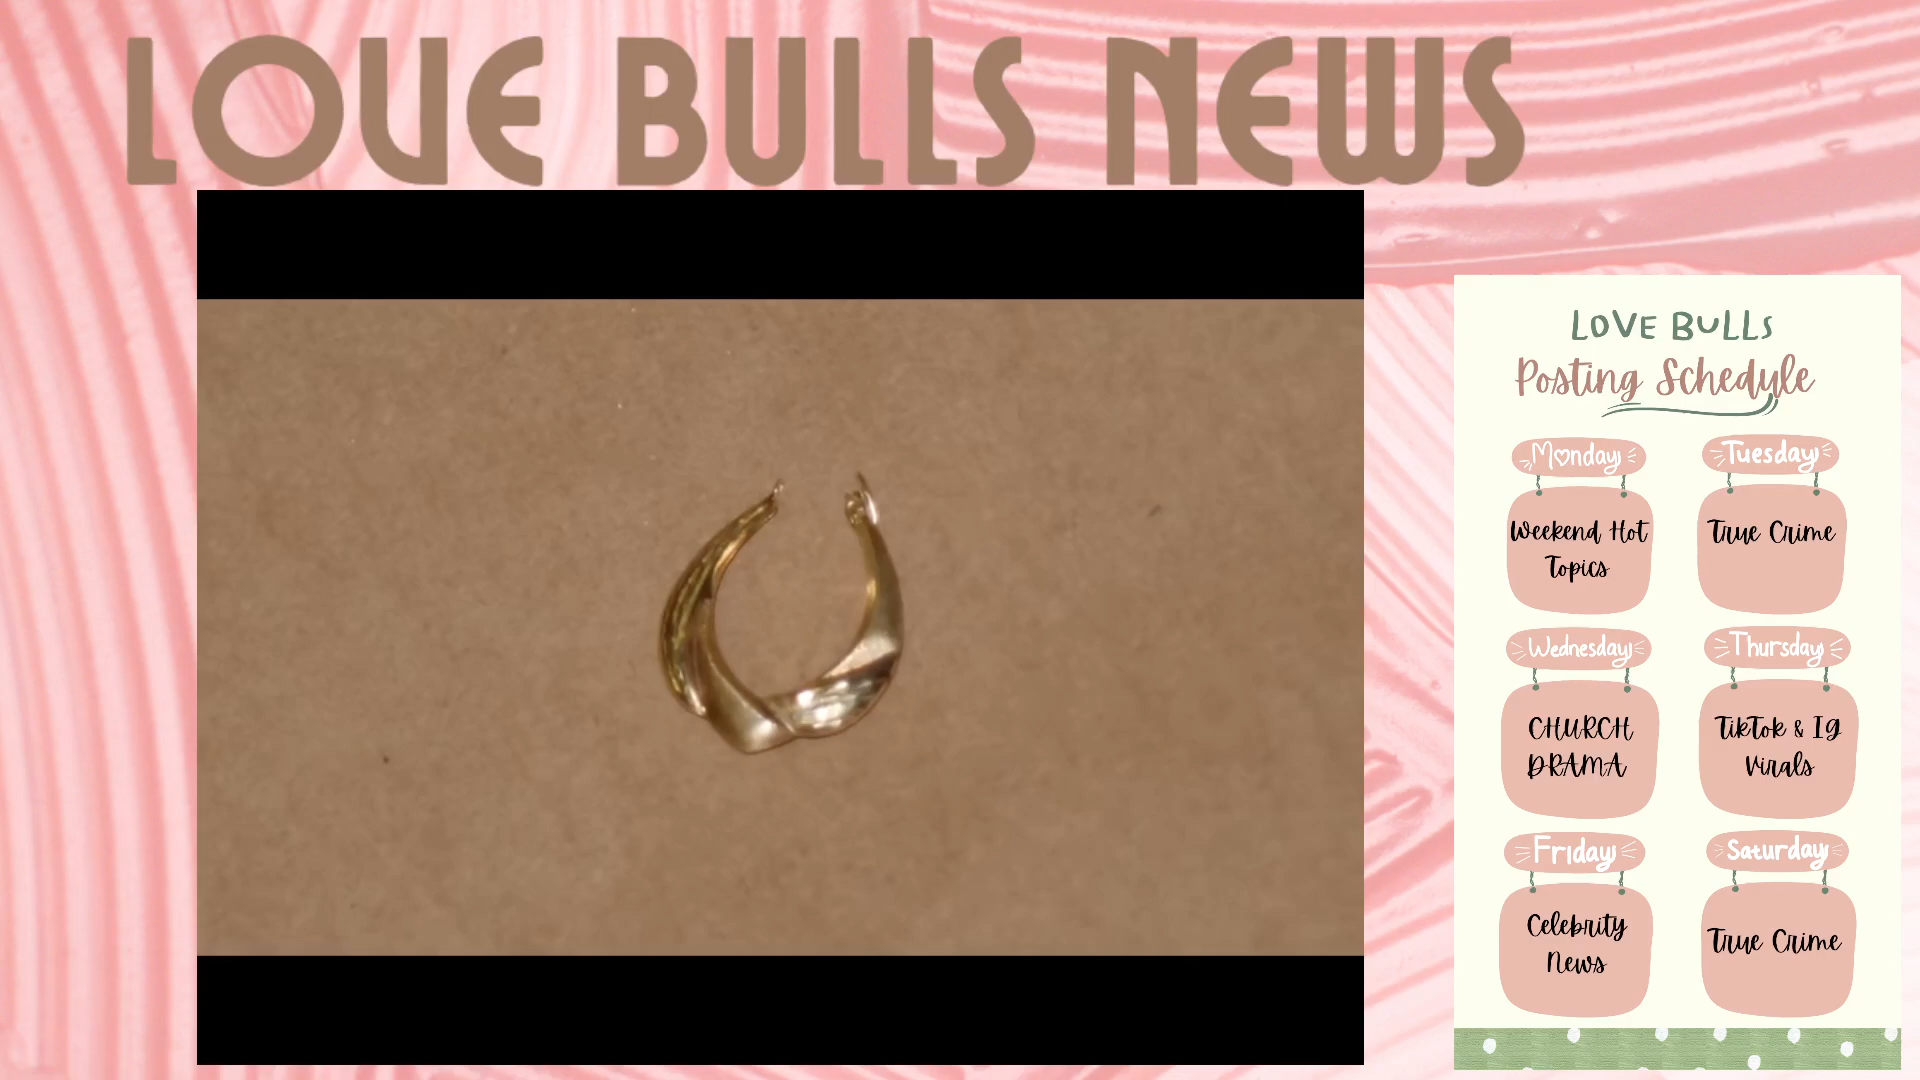 LOVE BULLS NEWS
LOVE BULLS
Posting Schedule
Monday
Tuesday
Weekend Hot
Topics
True Crime
Wednesday
Thursday
CHURCH
DRAMA
TikTok & Ig
Virals
Friday
Saturday
Celebrity
News
True Crime